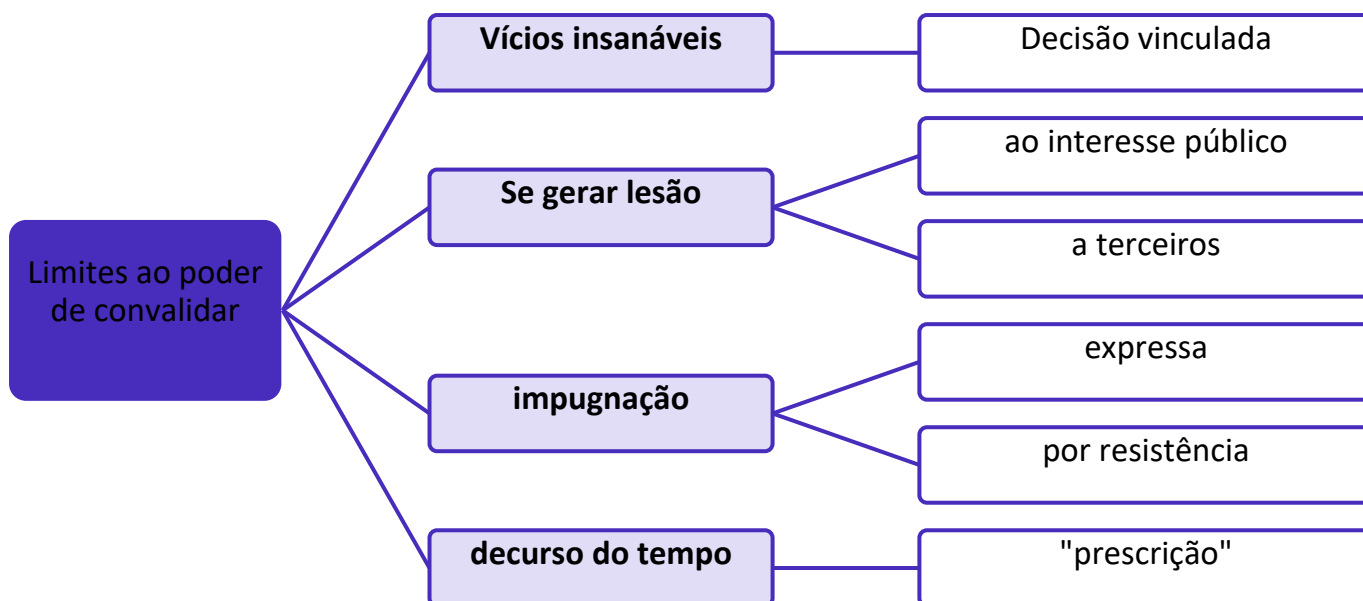 Limites ao poder
de convalidar
Vícios insanáveis
Decisão vinculada
Se gerar lesão
ao interesse público
a terceiros
impugnação
expressa
por resistência
decurso do tempo
"prescrição"